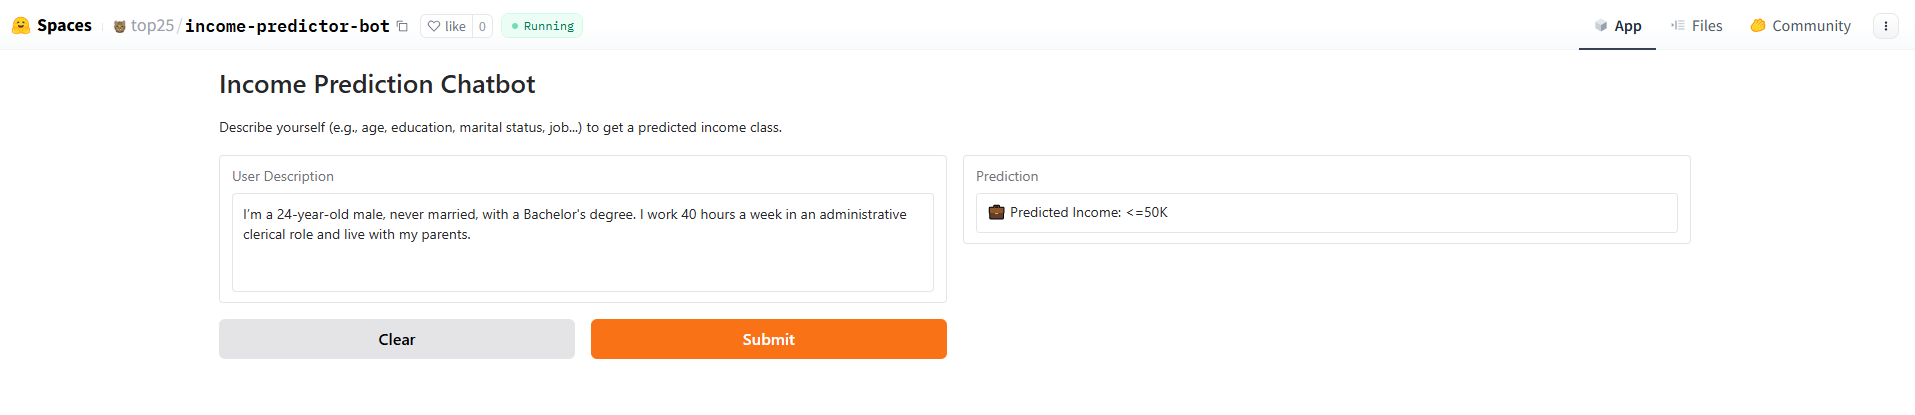 Spaces top25/income-predictor-bot like 0 Running App Files Community
Income Prediction Chatbot
Describe yourself (e.g., age, education, marital status, job...) to get a predicted income class.
User Description
I'm a 24-year-old male, never married, with a Bachelor's degree. I work 40 hours a week in an administrative
clerical role and live with my parents.
Prediction
Predicted Income: <=50K
Clear
Submit